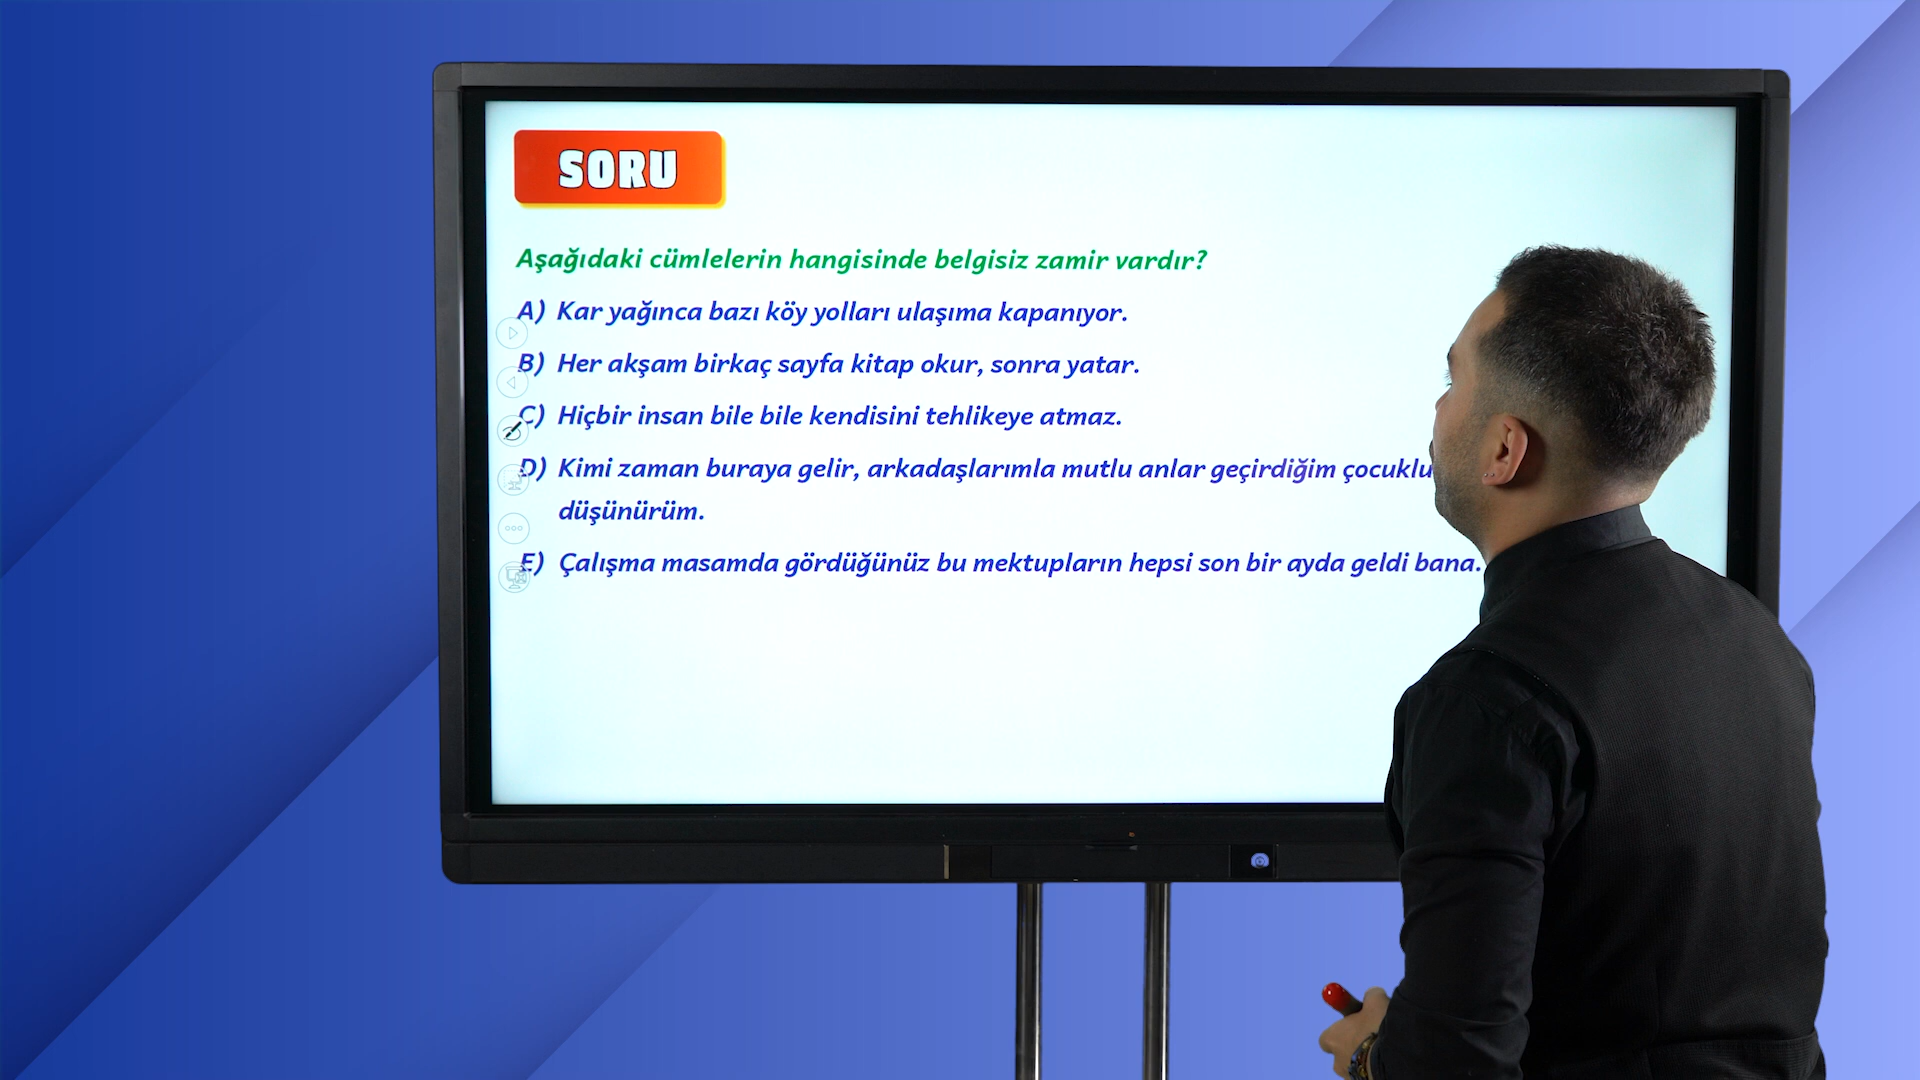 SORU
Aşağıdaki cümlelerin hangisinde belgisiz zamir vardır?
A) Kar yağınca bazı köy yolları ulaşıma kapanıyor.
B) Her akşam birkaç sayfa kitap okur, sonra yatar.
C) Hiçbir insan bile bile kendisini tehlikeye atmaz.
D) Kimi zaman buraya gelir, arkadaşlarımla mutlu anlar geçirdiğim
düşünürüm.
E) Çalışma masamda gördüğünüz bu mektupların hepsi son bir ayda geldi bana.